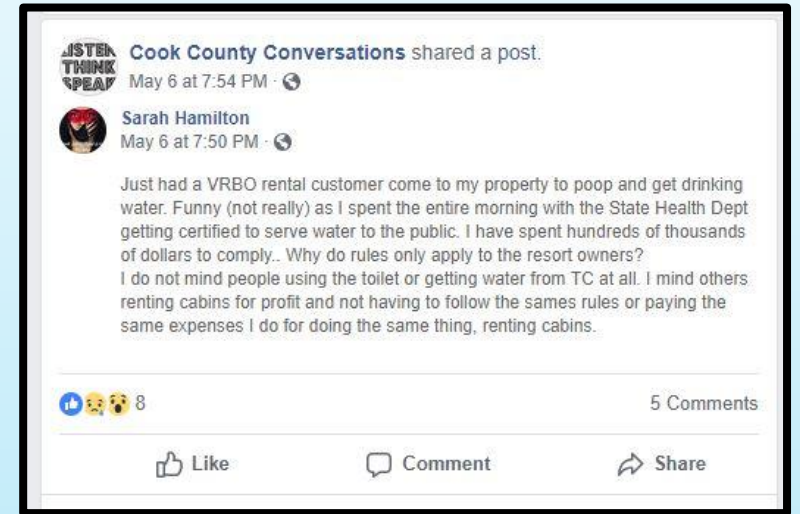 LISTEN
THINK
SPEAK
Cook County Conversations shared a post.
May 6 at 7:54 PM ·
Sarah Hamilton
May 6 at 7:50 PM ·
Just had a VRBO rental customer come to my property to poop and get drinking
water. Funny (not really) as I spent the entire morning with the State Health Dept
getting certified to serve water to the public. I have spent hundreds of thousands
of dollars to comply.. Why do rules only apply to the resort owners?
I do not mind people using the toilet or getting water from TC at all. I mind others
renting cabins for profit and not having to follow the sames rules or paying the
same expenses I do for doing the same thing, renting cabins.
8
5 Comments
Like
Comment
Share